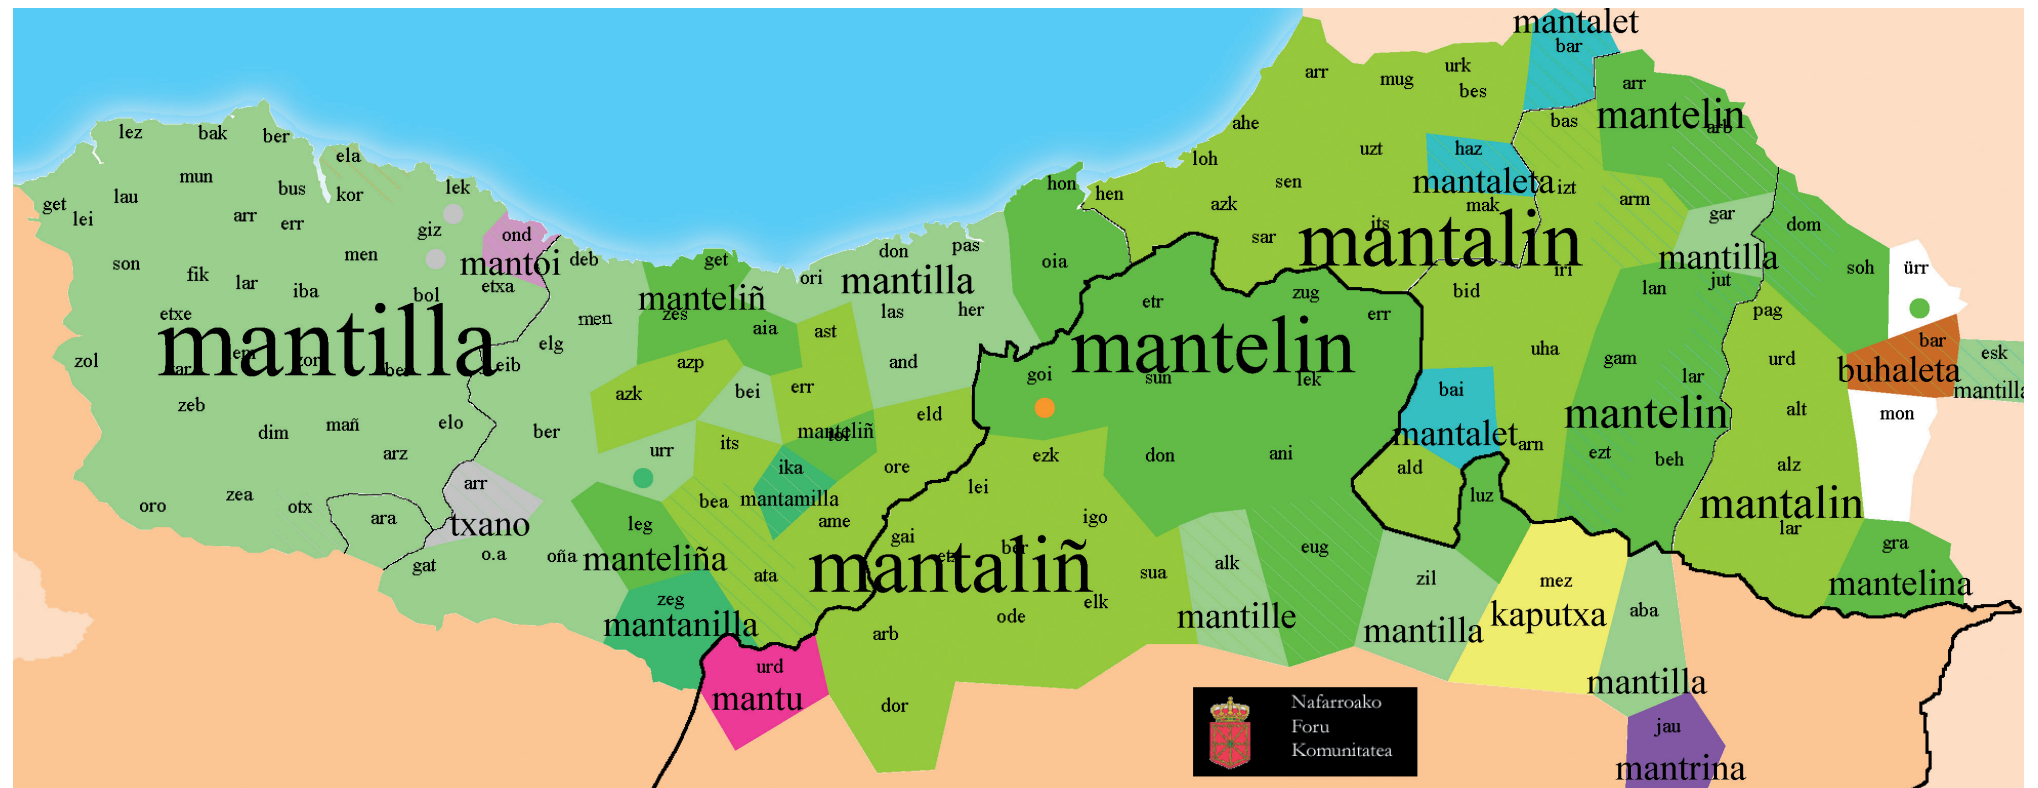 mantalet
bar
arr
mug
urk
bes
arr
mantelin
arb
lez
bak
ber
ahe
bas
ela
loh
uzt
haz
mun
lau
bus
kor
lek
hon
hen
sen
mantaleta
izt
get
lei
arr
err
giz
ond
azk
mak
arm
gar
dom
son
men
mantoi
deb
get
don
pas
sar
its
mantalin
mantilla
fik
lar
iba
bol
etxa
ori
mantilla
oia
iri
jut
soh
ürr
etxe
manteliñ
zes
men
aia
ast
las
her
etr
zug
err
bid
lan
pag
mantilla
zol
zor
elg
eib
azp
and
mantelin
uha
gam
urd
bar
esk
buhaleta
mantilla
zeb
azk
bei
err
goi
sun
lek
bai
lar
alt
mon
dim
mañ
elo
ber
its
manteliñ
eld
mantalet
arn
mantelin
arz
urr
ika
ore
ezk
don
ani
ald
ezt
beh
alz
oro
zea
otx
ara
arr
txano
leg
bea
mantamilla
ame
lei
igo
luz
mantalin
lar
gat
o.a
oña
manteliña
ata
gai
mantaliñ
ber
sua
alk
eug
zil
mez
aba
gra
mantelina
zeg
mantanilla
arb
ode
elk
mantille
mantilla
kaputxa
urd
mantu
dor
mantilla
jau
mantrina
Nafarroako
Foru
Komunitatea